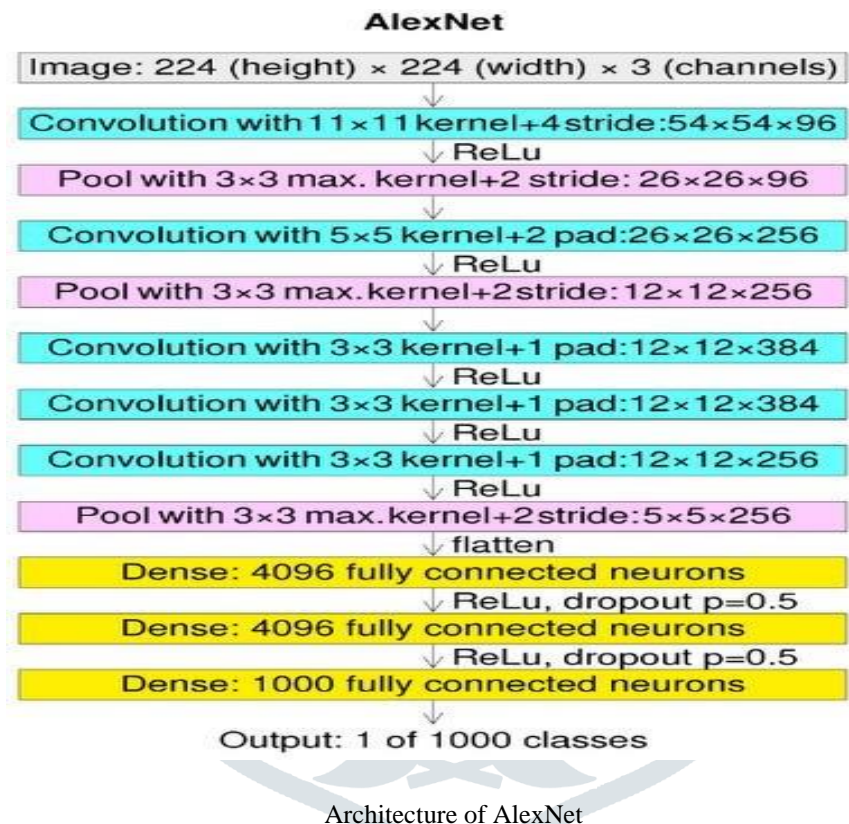 AlexNet
Image: 224 (height) × 224 (width) × 3 (channels)
Convolution with 11×11 kernel+4 stride:54×54×96
ReLu
Pool with 3×3 max. kernel+2 stride: 26×26×96
Convolution with 5×5 kernel+2 pad:26×26×256
ReLu
Pool with 3×3 max.kernel+2stride:12×12×256
Convolution with 3×3 kernel+1 pad:12×12×384
ReLu
Convolution with 3×3 kernel+1 pad:12×12×384
ReLu
Convolution with 3×3 kernel+1 pad:12×12×256
ReLu
Pool with 3×3 max.kernel+2stride:5×5×256
flatten
Dense: 4096 fully connected neurons
ReLu, dropout p=0.5
Dense: 4096 fully connected neurons
ReLu, dropout p=0.5
Dense: 1000 fully connected neurons
Output: 1 of 1000 classes
Architecture of AlexNet